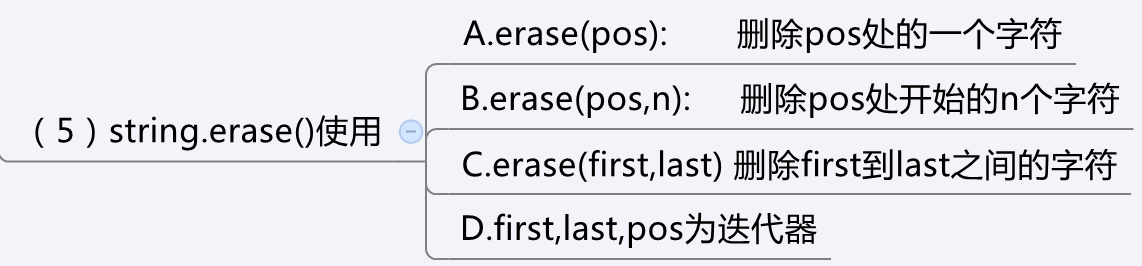 A.erase(pos): 删除pos处的一个字符
B.erase(pos,n): 删除pos处开始的n个字符
（5）string.erase()使用
C.erase(first,last) 删除first到last之间的字符
D.first,last,pos为迭代器